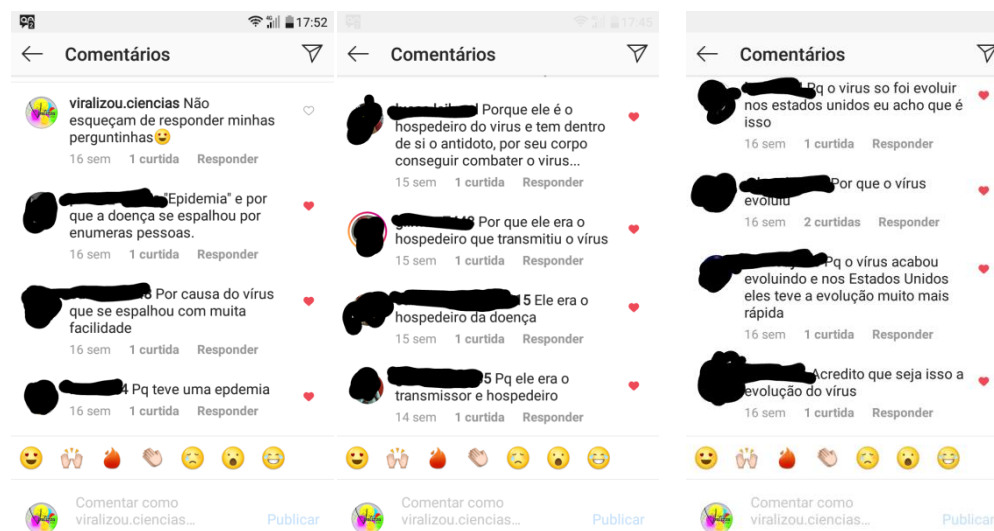 17:52
Comentários
viralizou.ciencias Não
esqueçam de responder minhas
perguntinhas
16 sem 1 curtida Responder
"Epidemia" e por
que a doença se espalhou por
enumeras pessoas.
16 sem 1 curtida Responder
Por causa do vírus
que se espalhou com muita
facilidade
16 sem 1 curtida Responder
4 Pq teve uma epdemia
16 sem 1 curtida Responder
Comentar como
viralizou.ciencias...
Publicar
17:45
Comentários
Porque ele é o
hospedeiro do virus e tem dentro
de si o antidoto, por seu corpo
conseguir combater o virus...
15 sem 1 curtida Responder
Por que ele era o
hospedeiro que transmitiu o vírus
15 sem 1 curtida Responder
15 Ele era o
hospedeiro da doença
15 sem 1 curtida Responder
5 Pq ele era o
transmissor e hospedeiro
14 sem 1 curtida Responder
Comentar como
viralizou.ciencias...
Publicar
Comentários
Pq o virus so foi evoluir
nos estados unidos eu acho que é
isso
16 sem 1 curtida Responder
Por que o vírus
evoluiu
16 sem 2 curtidas Responder
Pq o vírus acabou
evoluindo e nos Estados Unidos
eles teve a evolução muito mais
rápida
16 sem 1 curtida Responder
Acredito que seja isso a
evolução do vírus
16 sem 1 curtida Responder
Comentar como
viralizou.ciencias...
Publicar